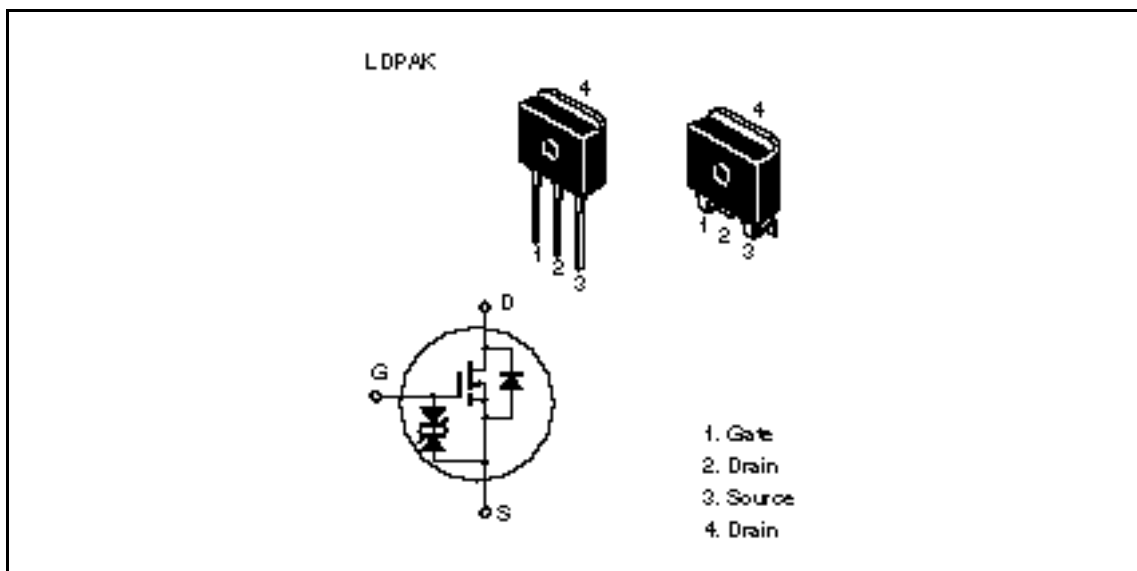 LDPAK
4
4
1
2
3
1
2
3
D
G
S
1. Gate
2. Drain
3. Source
4. Drain